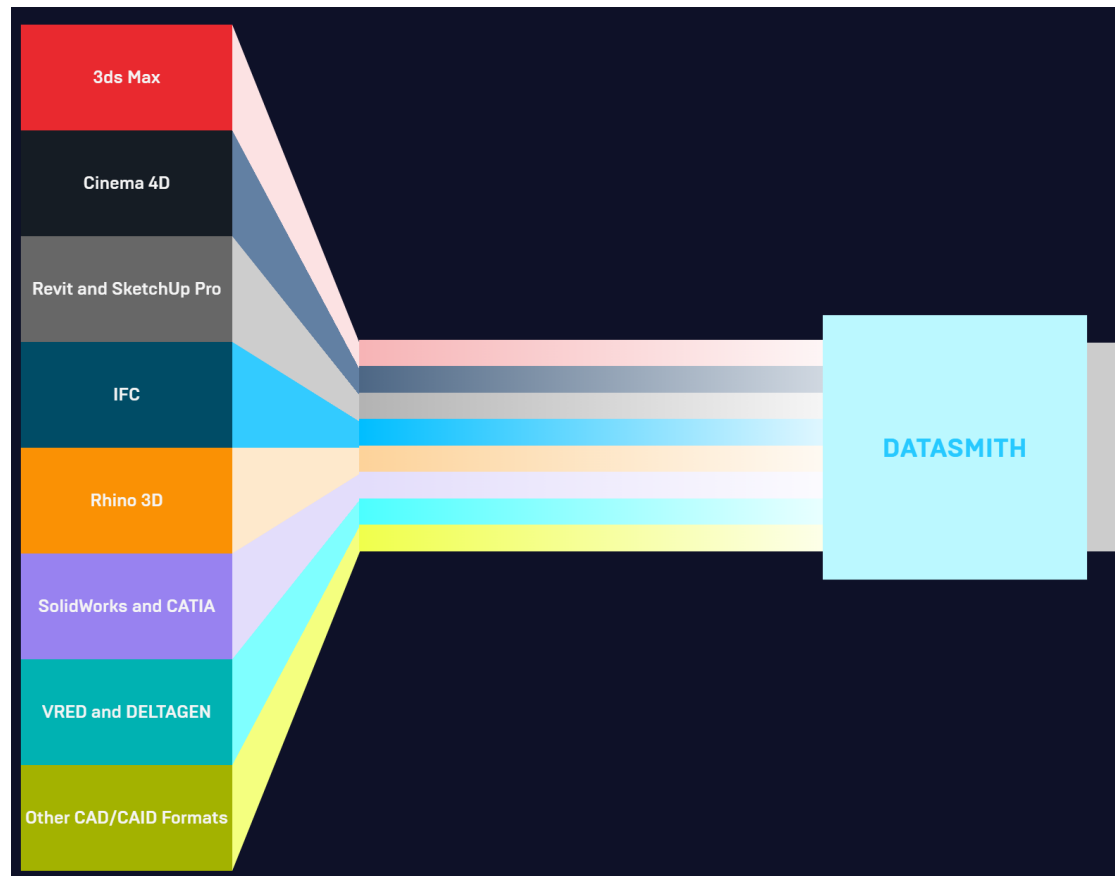 3ds Max
Cinema 4D
Revit and SketchUp Pro
IFC
Rhino 3D
SolidWorks and CATIA
VRED and DELTAGEN
Other CAD/CAID Formats
DATASMITH